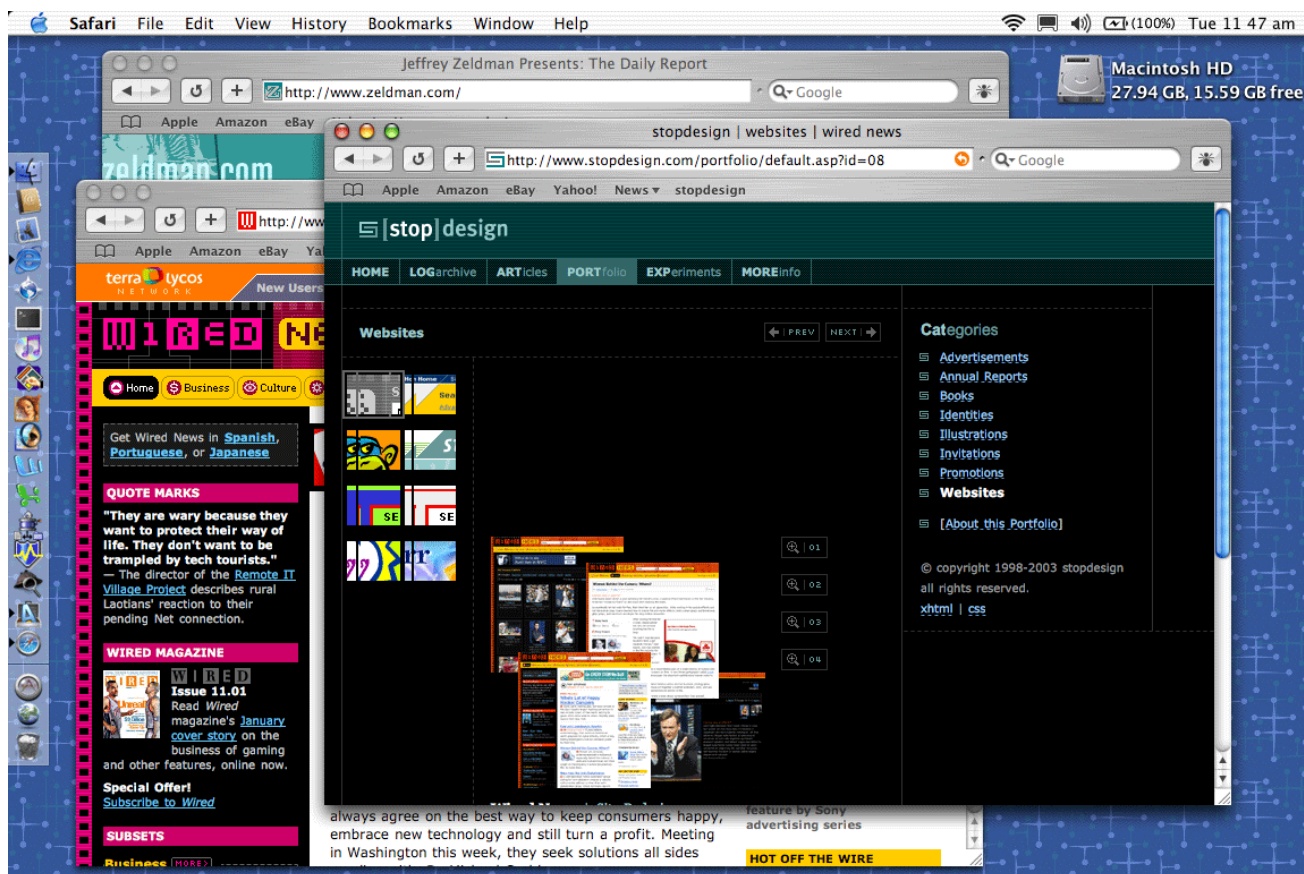 Safari File Edit View History Bookmarks Window Help
(100%) Tue 11 47 am
Macintosh HD
27.94 GB, 15.59 GB free
Jeffrey Zeldman Presents: The Daily Report
http://www.zeldman.com/
Google
Apple Amazon eBay
zeldman.com
http://ww
Apple Amazon eBay Ya
terra lycos
NETWORK
New Users
WIRED NE
Home Business Culture
Get Wired News in Spanish,
Portuguese, or Japanese
QUOTE MARKS
"They are wary because they
want to protect their way of
life. They don't want to be
trampled by tech tourists."
— The director of the Remote IT
Village Project describes rural
Laotians' reaction to their
pending Net connection.
WIRED MAGAZINE
WIRED
Issue 11.01
Read Wired
magazine's January
cover story on the
business of gaming
and other features, online now.
Special Offer!
Subscribe to Wired
SUBSETS
Business MORE>
always agree on the best way to keep consumers happy,
embrace new technology and still turn a profit. Meeting
in Washington this week, they seek solutions all sides
feature by Sony
advertising series
HOT OFF THE WIRE
stopdesign | websites | wired news
http://www.stopdesign.com/portfolio/default.asp?id=08
Google
Apple Amazon eBay Yahoo! News stopdesign
[stop]design
HOME LOGarchive ARTicles PORTfolio EXPeriments MOREinfo
Websites
PREV NEXT
SE SE
01
02
03
04
Categories
Advertisements
Annual Reports
Books
Identities
Illustrations
Invitations
Promotions
Websites
[About this Portfolio]
© copyright 1998-2003 stopdesign
all rights reserved.
xhtml | css